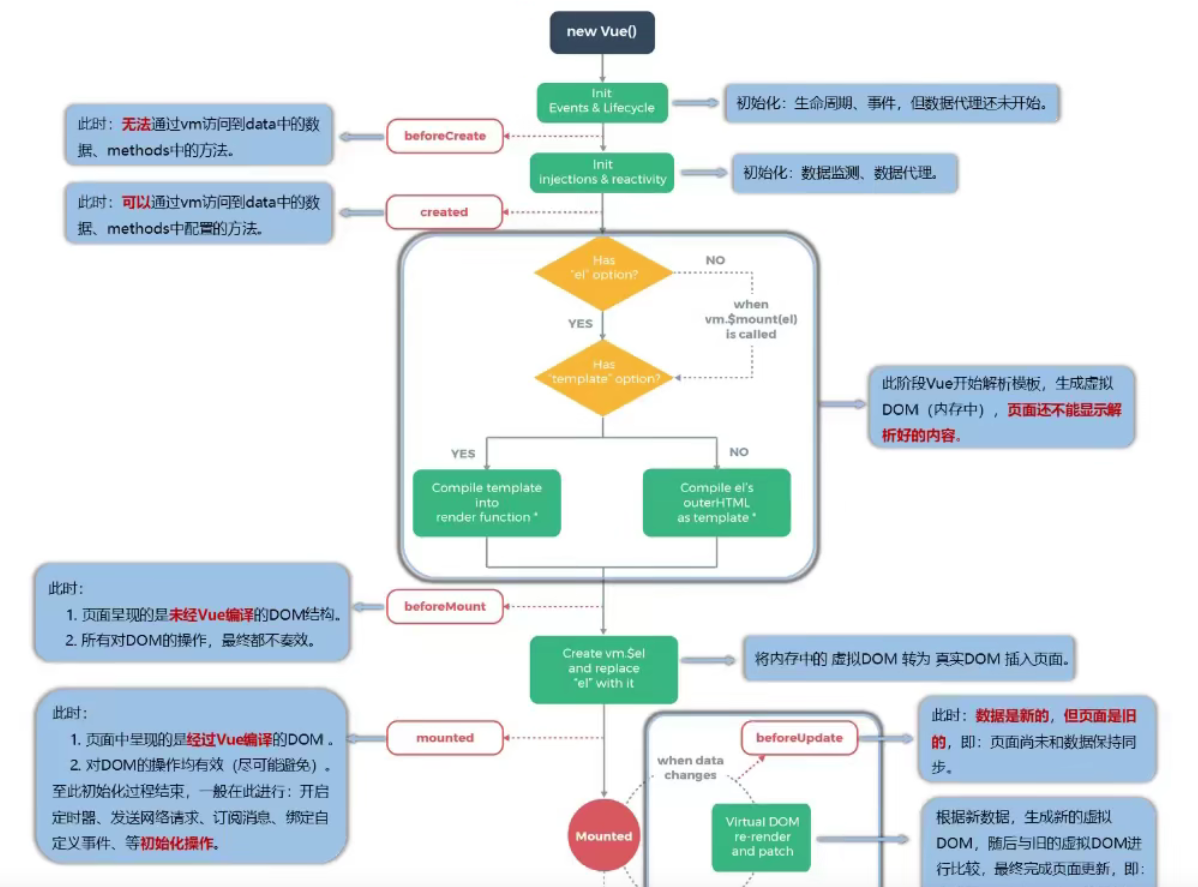 new Vue()
Init
Events & Lifecycle
初始化：生命周期、事件，但数据代理还未开始。
此时：无法通过vm访问到data中的数
据、methods中的方法。
beforeCreate
Init
injections & reactivity
初始化：数据监测、数据代理。
此时：可以通过vm访问到data中的数
据、methods中配置的方法。
created
Has
"el" option?
NO
when
vm.$mount(el)
is called
YES
Has
"template" option?
此阶段Vue开始解析模板，生成虚拟
DOM（内存中），页面还不能显示解
析好的内容。
YES
NO
Compile template
into
render function *
Compile el's
outerHTML
as template *
此时：
1. 页面呈现的是未经Vue编译的DOM结构。
2. 所有对DOM的操作，最终都不奏效。
beforeMount
Create vm.$el
and replace
"el" with it
将内存中的 虚拟DOM 转为 真实DOM 插入页面。
此时：
1. 页面中呈现的是经过Vue编译的DOM 。
2. 对DOM的操作均有效（尽可能避免）。
至此初始化过程结束，一般在此进行：开启
定时器、发送网络请求、订阅消息、绑定自
定义事件、等初始化操作。
mounted
Mounted
when data
changes
beforeUpdate
此时：数据是新的，但页面是旧
的，即：页面尚未和数据保持同
步。
Virtual DOM
re-render
and patch
根据新数据，生成新的虚拟
DOM，随后与旧的虚拟DOM进
行比较，最终完成页面更新，即：